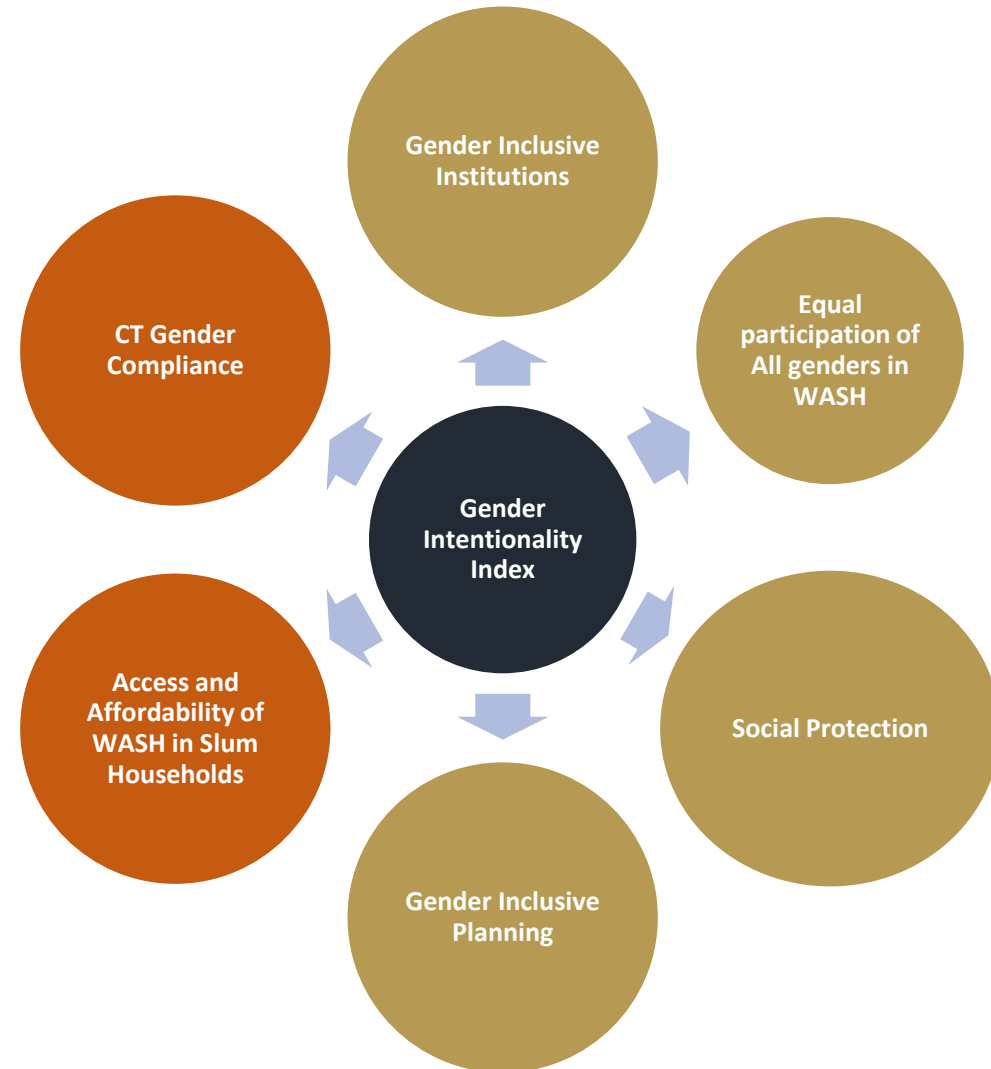 Gender Inclusive
Institutions
Equal
participation of
All genders in
WASH
Social Protection
Gender Inclusive
Planning
Access and
Affordability of
WASH in Slum
Households
CT Gender
Compliance
Gender
Intentionality
Index